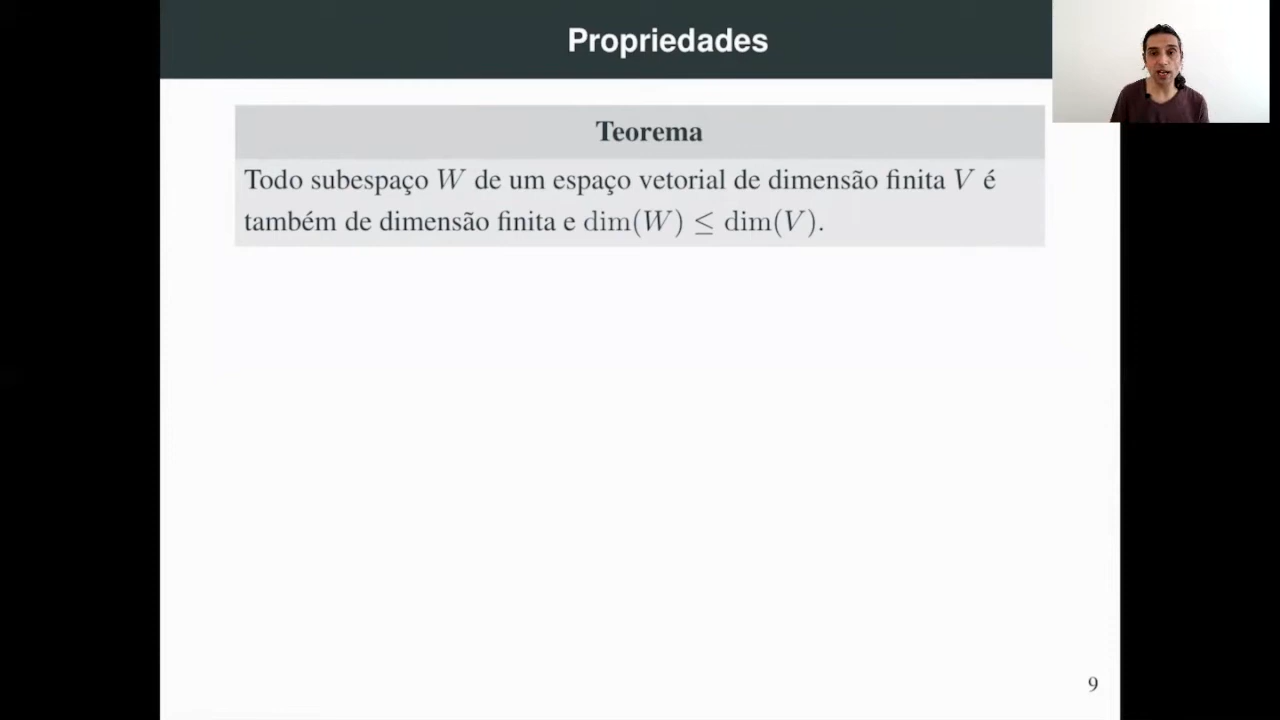 Propriedades
Teorema
Todo subespaço W de um espaço vetorial de dimensão finita V é
também de dimensão finita e dim(W) ≤ dim(V).
9